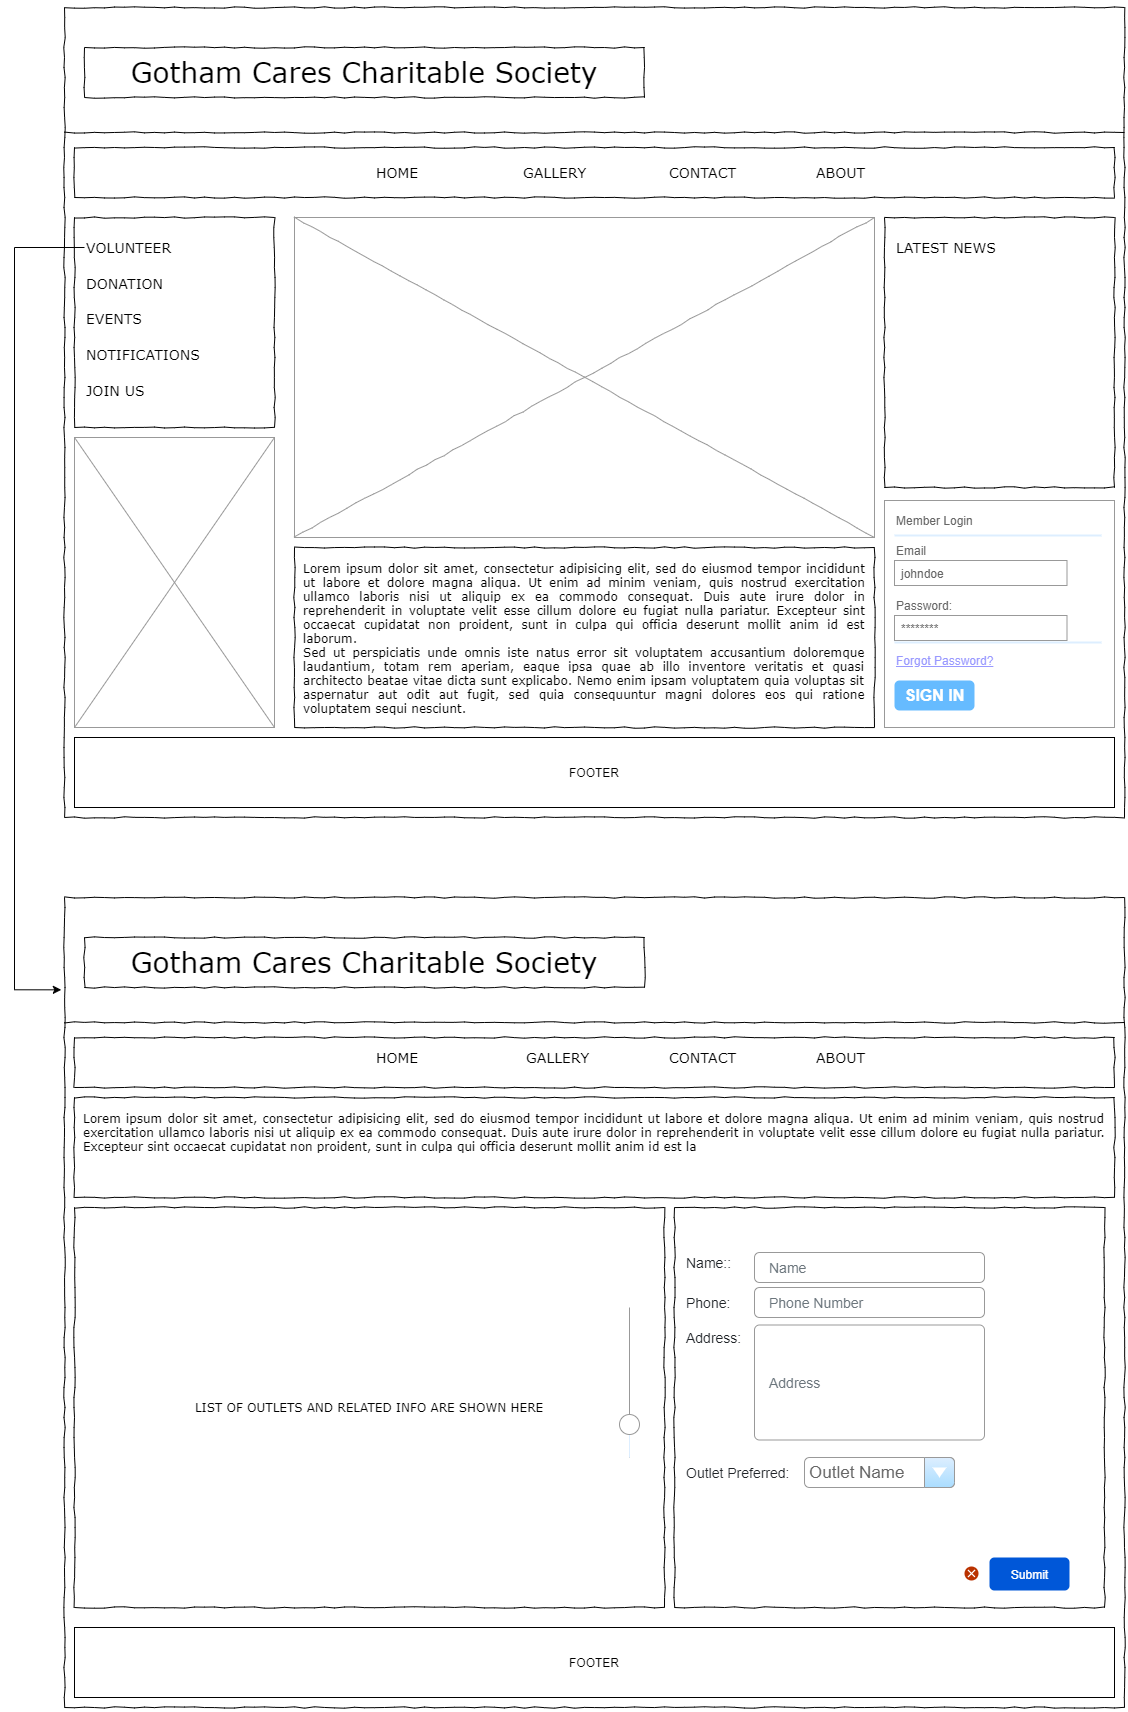 Gotham Cares Charitable Society
HOME GALLERY CONTACT ABOUT
VOLUNTEER
DONATION
EVENTS
NOTIFICATIONS
JOIN US
LATEST NEWS
Lorem ipsum dolor sit amet, consectetur adipisicing elit, sed do eiusmod tempor incididunt
ut labore et dolore magna aliqua. Ut enim ad minim veniam, quis nostrud exercitation
ullamco laboris nisi ut aliquip ex ea commodo consequat. Duis aute irure dolor in
reprehenderit in voluptate velit esse cillum dolore eu fugiat nulla pariatur. Excepteur sint
occaecat cupidatat non proident, sunt in culpa qui officia deserunt mollit anim id est
laborum.
Sed ut perspiciatis unde omnis iste natus error sit voluptatem accusantium doloremque
laudantium, totam rem aperiam, eaque ipsa quae ab illo inventore veritatis et quasi
architecto beatae vitae dicta sunt explicabo. Nemo enim ipsam voluptatem quia voluptas sit
aspernatur aut odit aut fugit, sed quia consequuntur magni dolores eos qui ratione
voluptatem sequi nesciunt.
Member Login
Email
johndoe
Password:
********
Forgot Password?
SIGN IN
FOOTER
Gotham Cares Charitable Society
HOME GALLERY CONTACT ABOUT
Lorem ipsum dolor sit amet, consectetur adipisicing elit, sed do eiusmod tempor incididunt ut labore et dolore magna aliqua. Ut enim ad minim veniam, quis nostrud
exercitation ullamco laboris nisi ut aliquip ex ea commodo consequat. Duis aute irure dolor in reprehenderit in voluptate velit esse cillum dolore eu fugiat nulla pariatur.
Excepteur sint occaecat cupidatat non proident, sunt in culpa qui officia deserunt mollit anim id est la
LIST OF OUTLETS AND RELATED INFO ARE SHOWN HERE
Name:: Name
Phone: Phone Number
Address:
Address
Outlet Preferred: Outlet Name
Submit
FOOTER